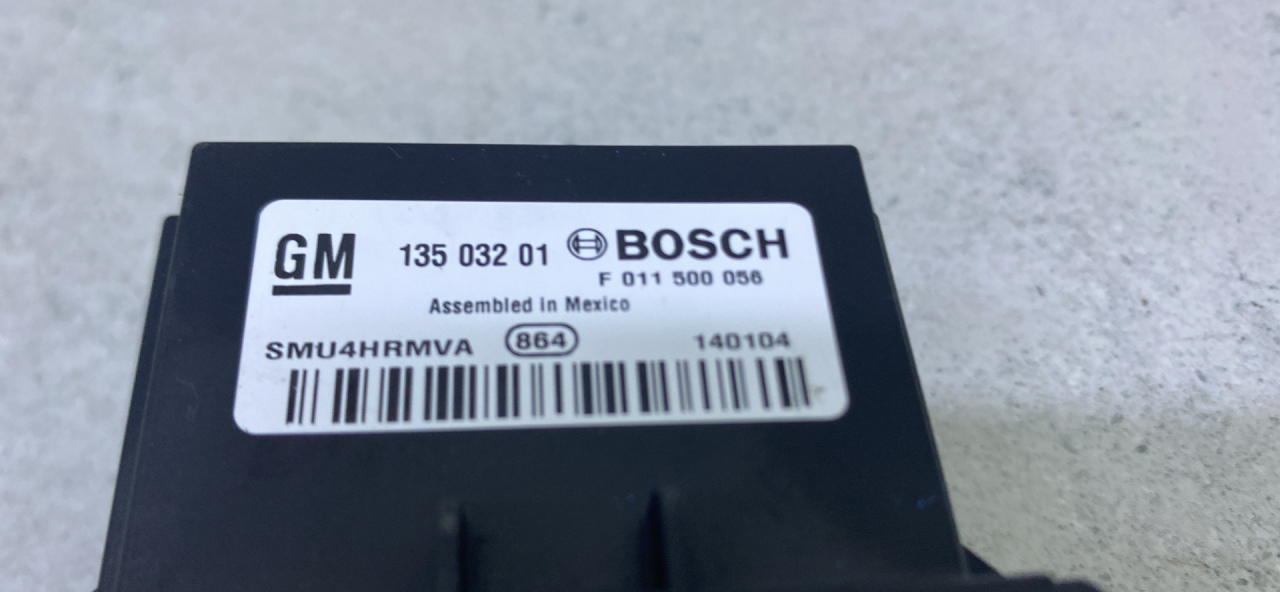 GM 135 032 01 BOSCH
F 011 500 056
Assembled in Mexico
SMU4HRMVA 864 140104